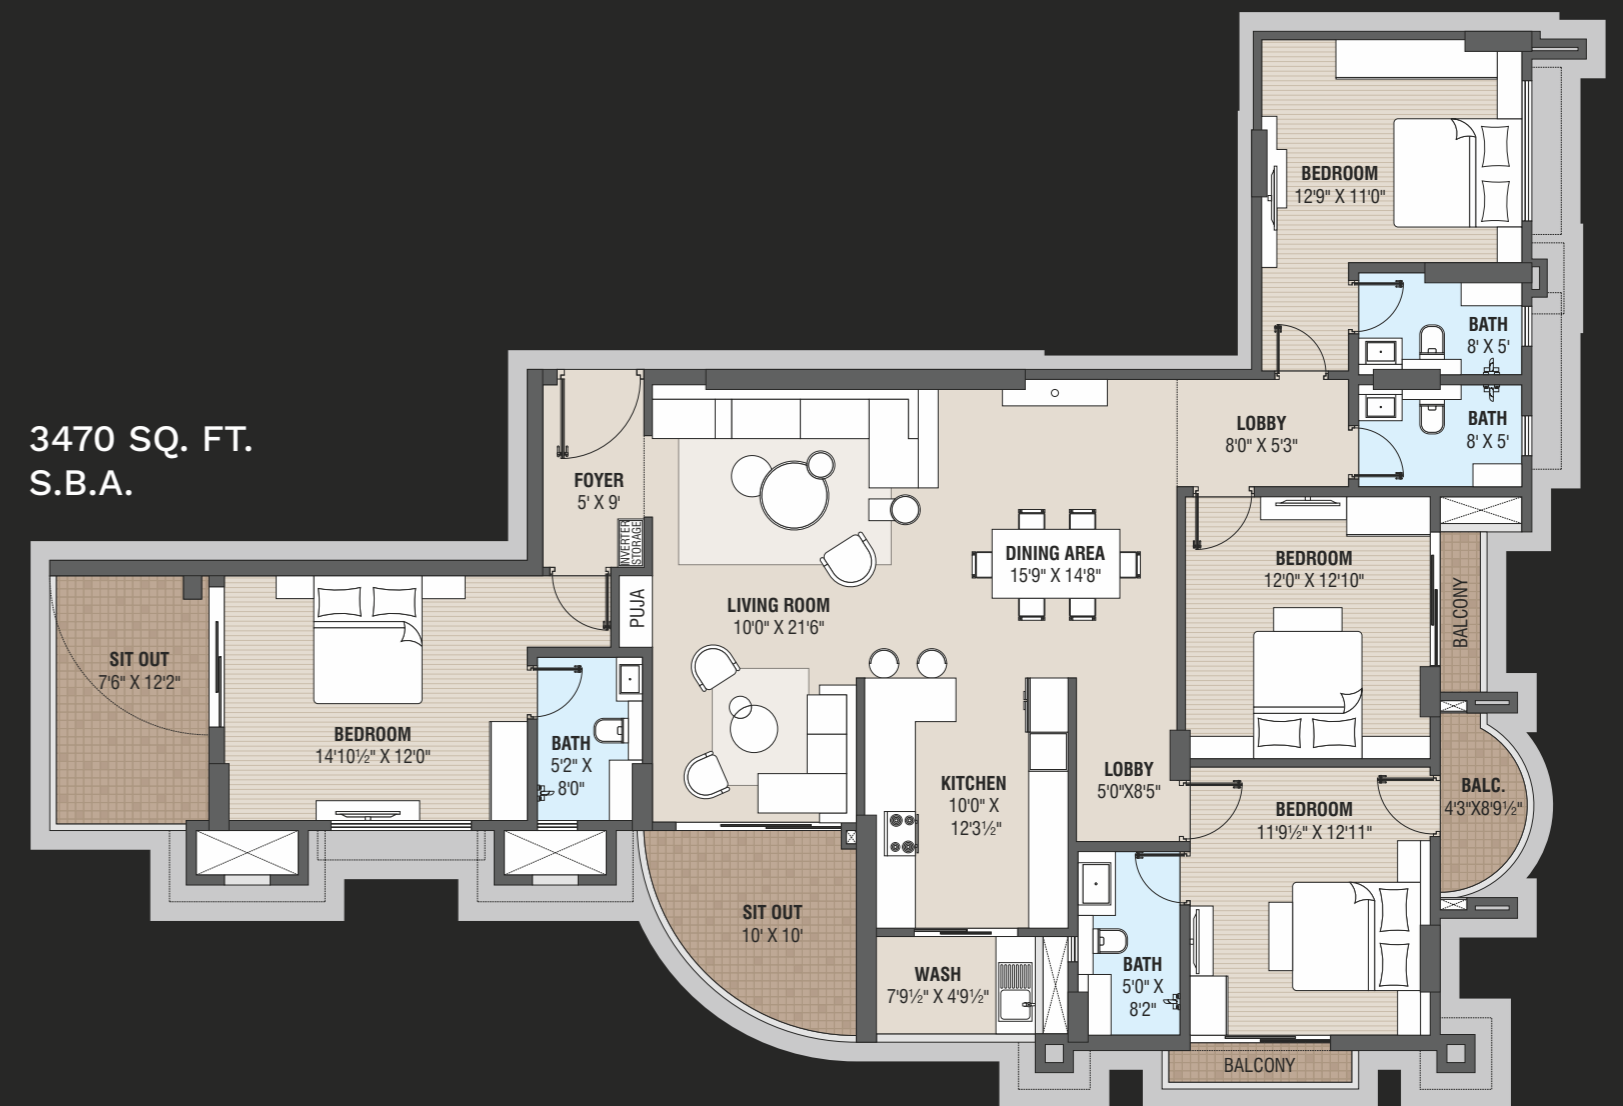 3470 SQ. FT.
S.B.A.
BEDROOM
12'9" X 11'0"
BATH
8' X 5'
BATH
8' X 5'
LOBBY
8'0" X 5'3"
FOYER
5' X 9'
INVERTER
STORAGE
PUJA
LIVING ROOM
10'0" X 21'6"
DINING AREA
15'9" X 14'8"
BEDROOM
12'0" X 12'10"
BALCONY
SIT OUT
7'6" X 12'2"
BEDROOM
14'10½" X 12'0"
BATH
5'2" X
8'0"
KITCHEN
10'0" X
12'3½"
LOBBY
5'0"X8'5"
BEDROOM
11'9½" X 12'11"
BALC.
4'3"X8'9½"
SIT OUT
10' X 10'
WASH
7'9½" X 4'9½"
BATH
5'0" X
8'2"
BALCONY